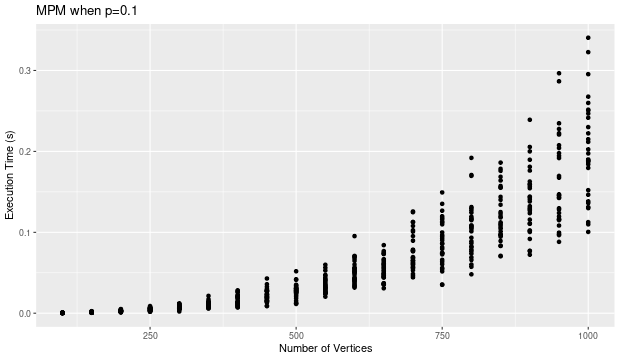 MPM when p=0.1
Execution Time (s)
0.3
0.2
0.1
0.0
250
500
750
1000
Number of Vertices